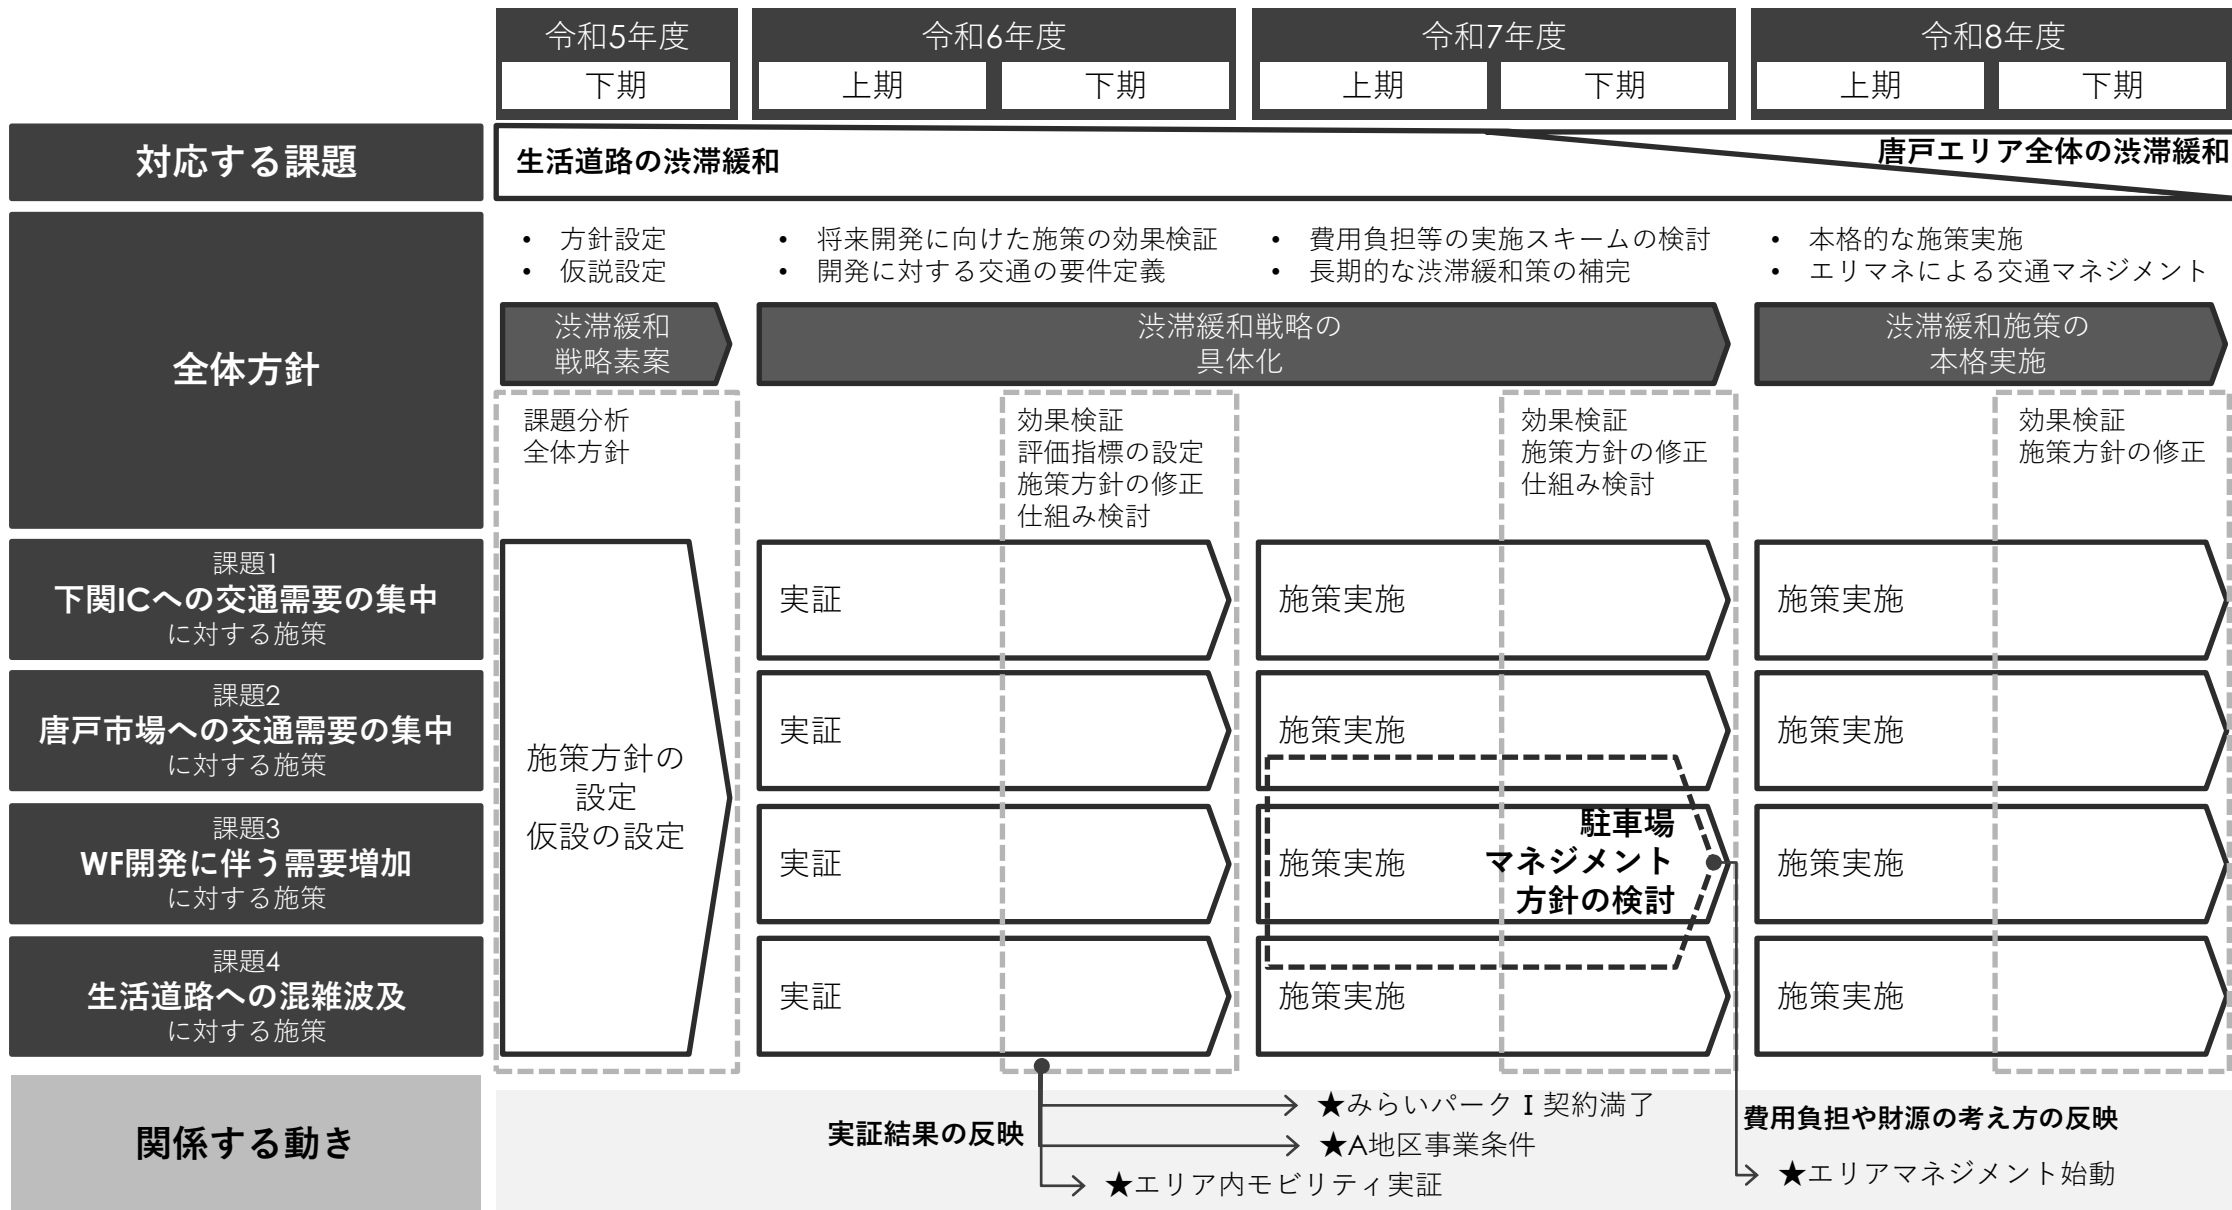 令和5年度
令和6年度
令和7年度
令和8年度
下期
上期
下期
上期
下期
上期
下期
対応する課題
生活道路の渋滞緩和
唐戸エリア全体の渋滞緩和
全体方針
• 方針設定
• 仮説設定
• 将来開発に向けた施策の効果検証
• 開発に対する交通の要件定義
• 費用負担等の実施スキームの検討
• 長期的な渋滞緩和策の補完
• 本格的な施策実施
• エリマネによる交通マネジメント
渋滞緩和
戦略素案
渋滞緩和戦略の
具体化
渋滞緩和施策の
本格実施
課題分析
全体方針
効果検証
評価指標の設定
施策方針の修正
仕組み検討
効果検証
施策方針の修正
仕組み検討
効果検証
施策方針の修正
課題1
下関ICへの交通需要の集中
に対する施策
実証
施策実施
施策実施
課題2
唐戸市場への交通需要の集中
に対する施策
実証
施策実施
施策実施
施策方針の
設定
仮設の設定
課題3
WF開発に伴う需要増加
に対する施策
実証
施策実施
駐車場
マネジメント
方針の検討
施策実施
課題4
生活道路への混雑波及
に対する施策
実証
施策実施
施策実施
関係する動き
実証結果の反映
★みらいパークⅠ契約満了
★A地区事業条件
★エリア内モビリティ実証
費用負担や財源の考え方の反映
★エリアマネジメント始動